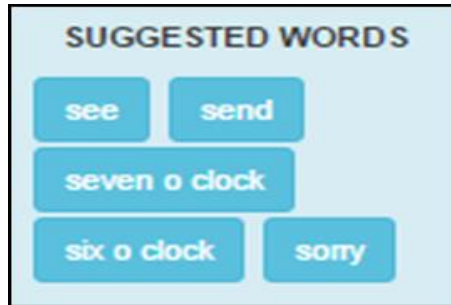 SUGGESTED WORDS
see send
seven o clock
six o clock sorry